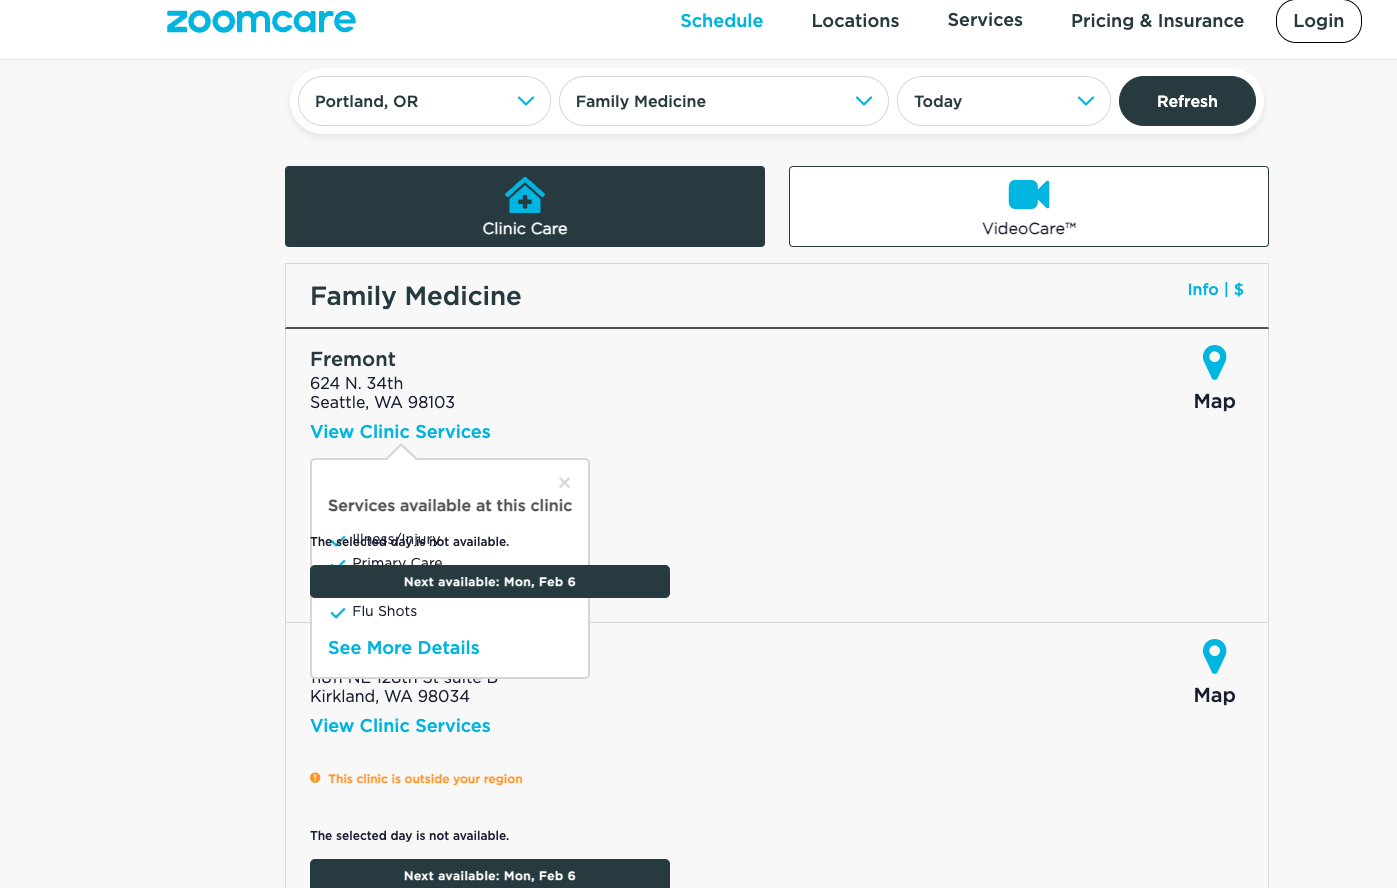 zoomcare
Schedule
Locations
Services
Pricing & Insurance
Login
Portland, OR
Family Medicine
Today
Refresh
Clinic Care
VideoCare™
Family Medicine
Info | $
Fremont
624 N. 34th
Seattle, WA 98103
Map
View Clinic Services
×
Services available at this clinic
Illness/Injury
The selected day is not available.
Primary Care
Next available: Mon, Feb 6
Flu Shots
See More Details
NE 128th St suite B
Kirkland, WA 98034
Map
View Clinic Services
This clinic is outside your region
The selected day is not available.
Next available: Mon, Feb 6